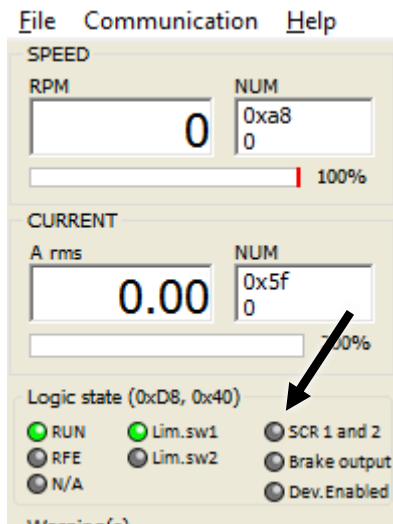 File Communication Help
SPEED
RPM NUM
0 0xa8
0
100%
CURRENT
A rms NUM
0.00 0x5f
0
Logic state (0xD8, 0x40)
RUN Lim.sw1 SCR 1 and 2
RFE Lim.sw2 Brake output
N/A Dev.Enabled